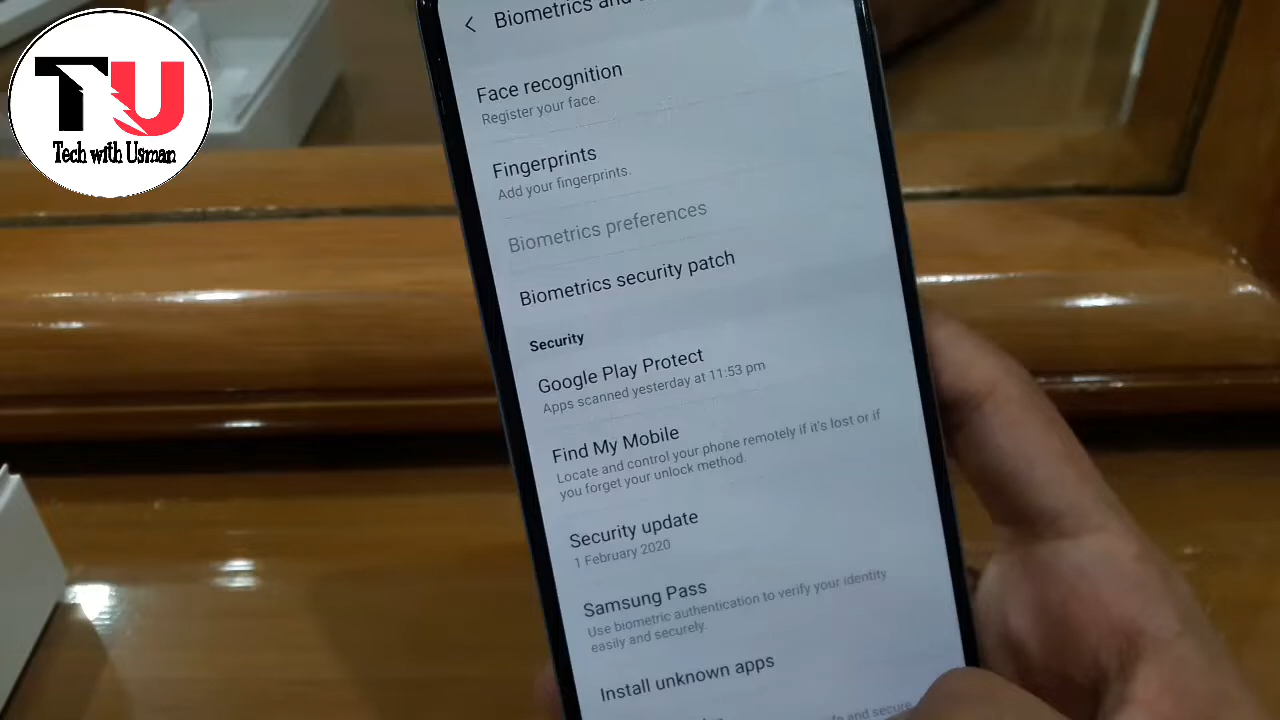 TU
Tech with Usman
Biometrics and
Face recognition
Register your face.
Fingerprints
Add your fingerprints.
Biometrics preferences
Biometrics security patch
Security
Google Play Protect
Apps scanned yesterday at 11:53 pm
Find My Mobile
Locate and control your phone remotely if it's lost or if
you forget your unlock method.
Security update
1 February 2020
Samsung Pass
Use biometric authentication to verify your identity
easily and securely.
Install unknown apps
and secure